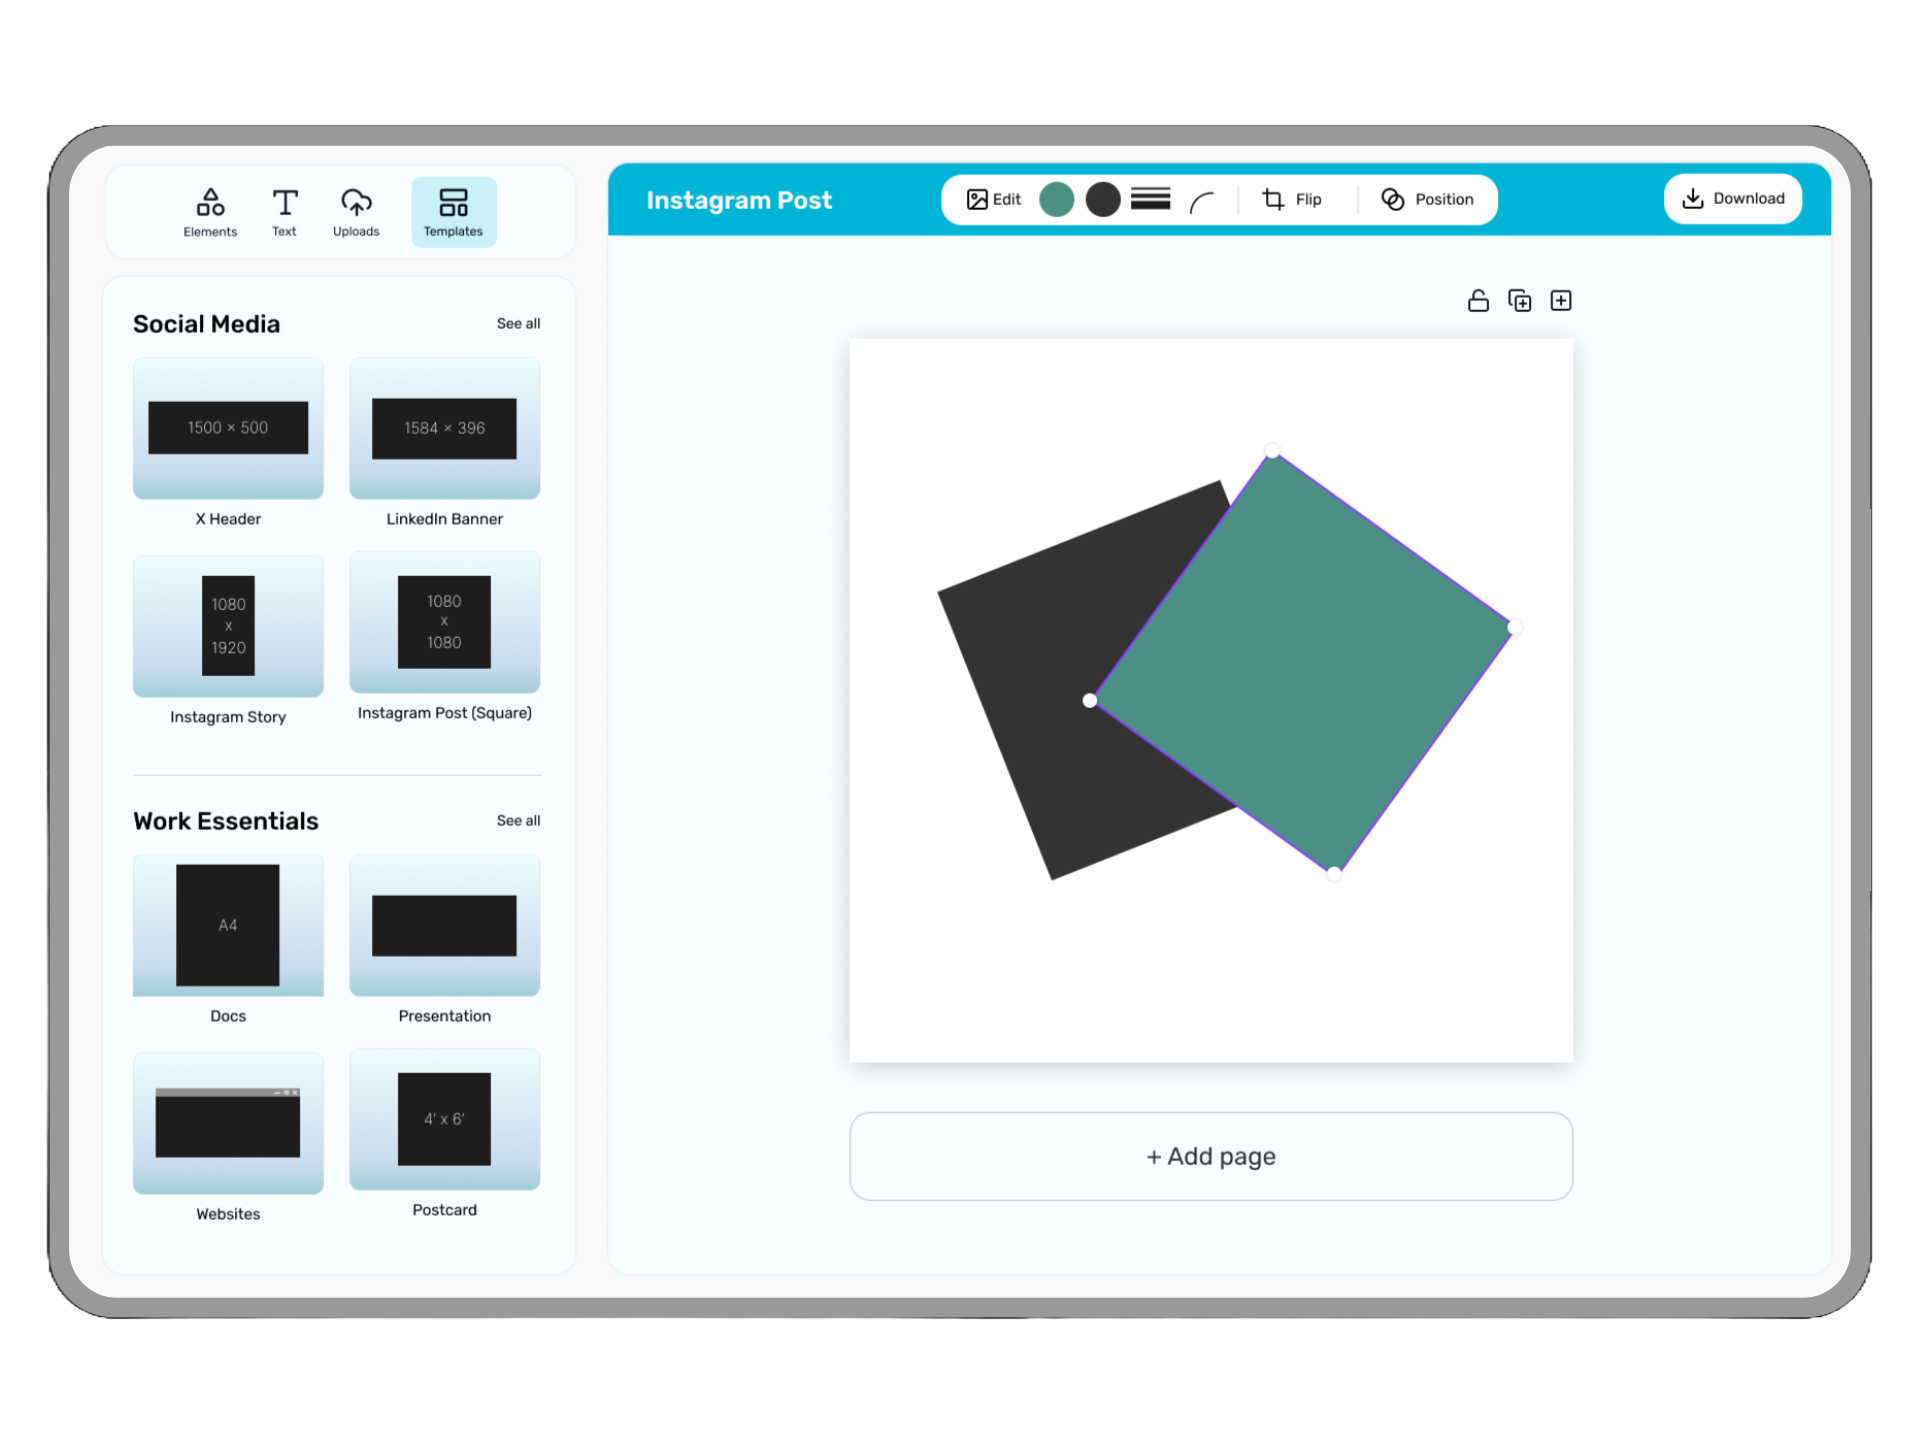 Elements Text Uploads Templates
Instagram Post
Edit
Flip
Position
Download
Social Media
See all
1500 × 500
1584 × 396
X Header
LinkedIn Banner
1080
x
1920
1080
x
1080
Instagram Story
Instagram Post (Square)
Work Essentials
See all
A4
Docs
Presentation
4' x 6'
Websites
Postcard
+ Add page